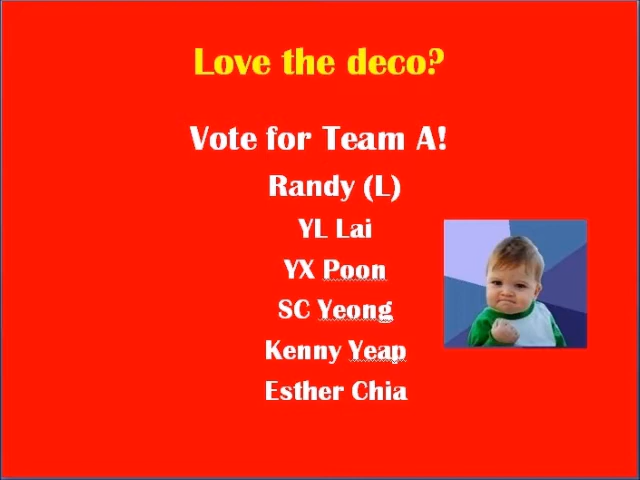 Love the deco?
Vote for Team A!
Randy (L)
YL Lai
YX Poon
SC Yeong
Kenny Yeap
Esther Chia